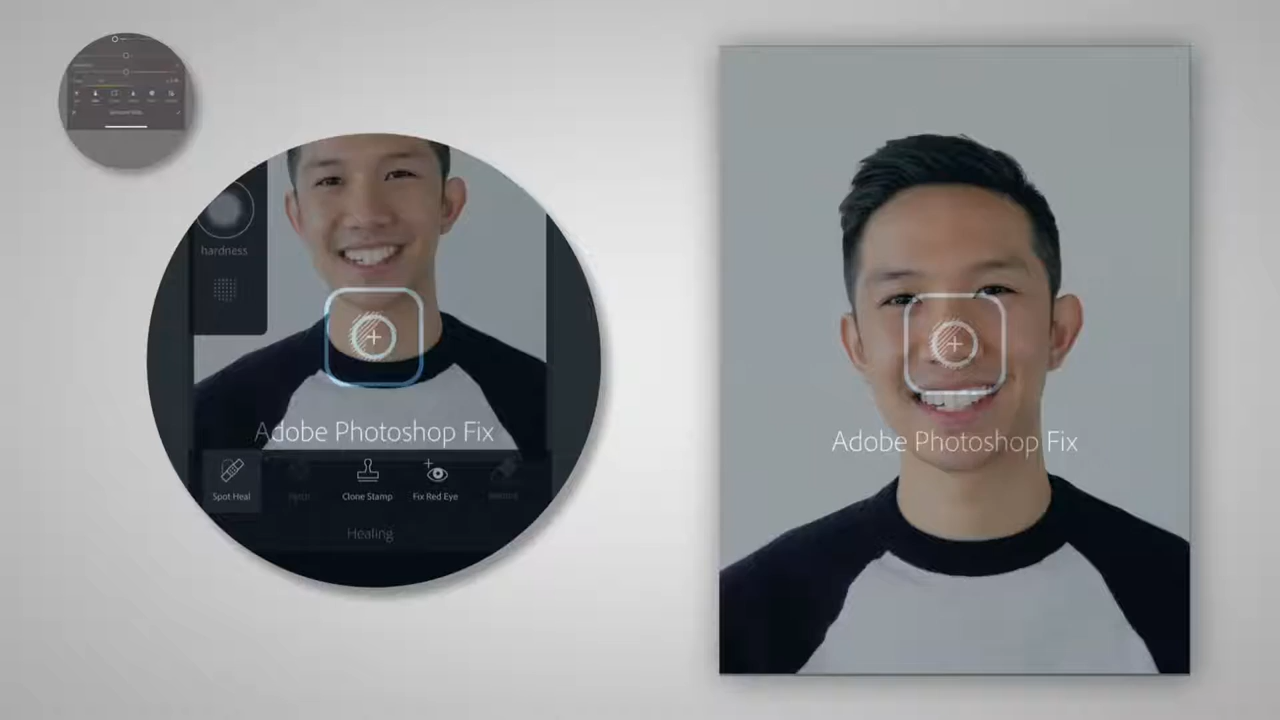 hardness
Adobe Photoshop Fix
Spot Heal
Clone Stamp
Fix Red Eye
Healing
Adobe Photoshop Fix